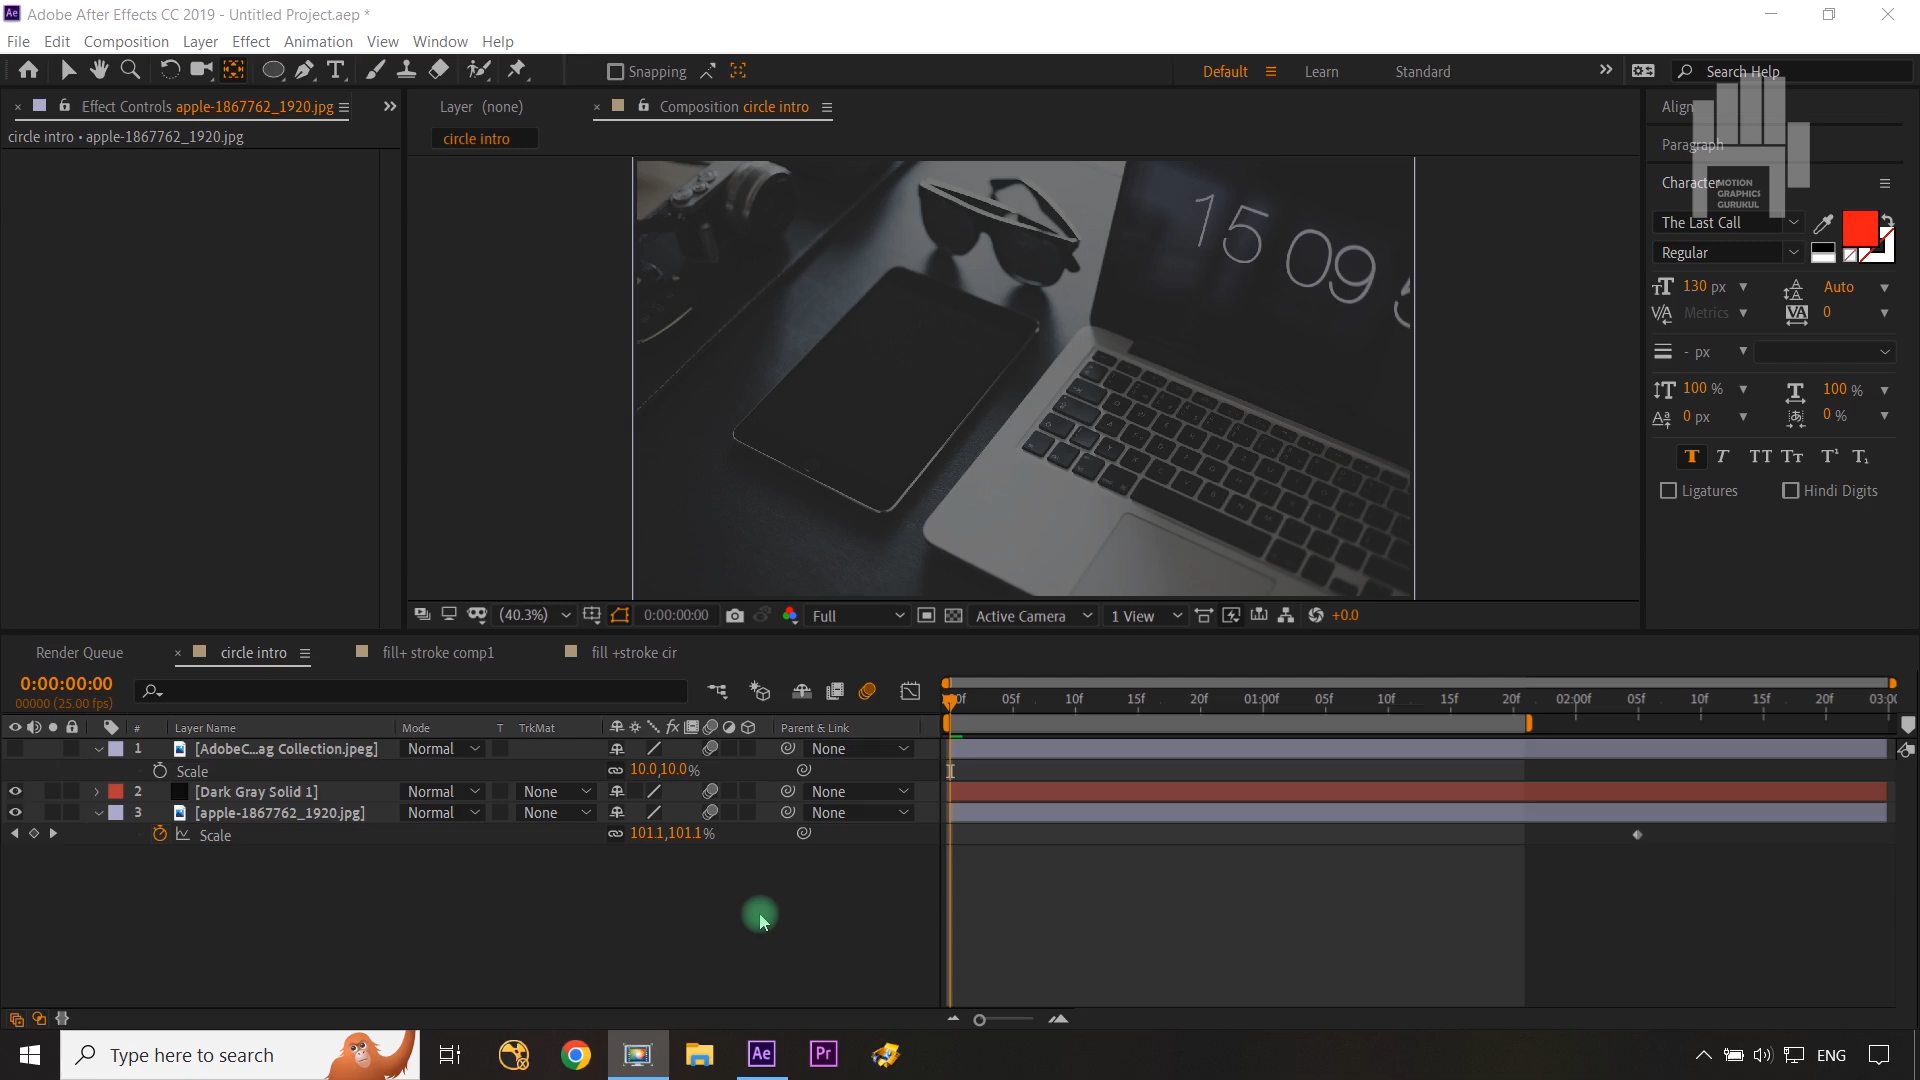 Adobe After Effects CC 2019 - Untitled Project.aep *
File Edit Composition Layer Effect Animation View Window Help
Snapping
Default Learn Standard Search Help
Effect Controls apple-1867762_1920.jpg
Layer (none)
Composition circle intro
Align
circle intro • apple-1867762_1920.jpg
circle intro
Paragraph
Character
MOTION
GRAPHICS
GURUKUL
15 09
The Last Call
Regular
130 px Auto
Metrics 0
- px
100 % 100 %
0 px 0 %
T T TT Tт T¹ T₁
Ligatures Hindi Digits
(40.3%) 0:00:00:00 Full Active Camera 1 View +0.0
Render Queue circle intro fill+ stroke comp1 fill +stroke cir
0:00:00:00
00000 (25.00 fps)
05f 10f 15f 20f 01:00f 05f 10f 15f 20f 02:00f 05f 10f 15f 20f 03:00
# Layer Name Mode T TrkMat fx Parent & Link
1 [AdobeC...ag Collection.jpeg] Normal None
Scale 10.0,10.0%
2 [Dark Gray Solid 1] Normal None None
3 [apple-1867762_1920.jpg] Normal None None
Scale 101.1,101.1%
Type here to search Ae Pr ENG